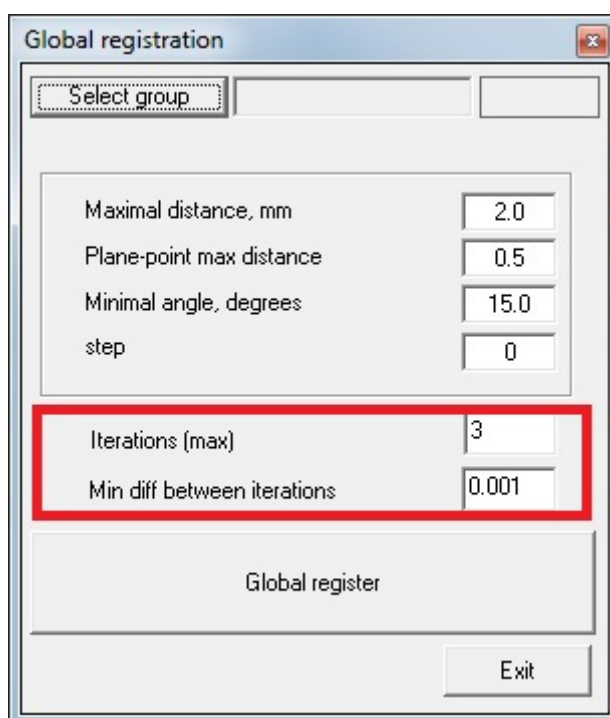 Global registration
Select group
Maximal distance, mm 2.0
Plane-point max distance 0.5
Minimal angle, degrees 15.0
step 0
Iterations (max) 3
Min diff between iterations 0.001
Global register
Exit